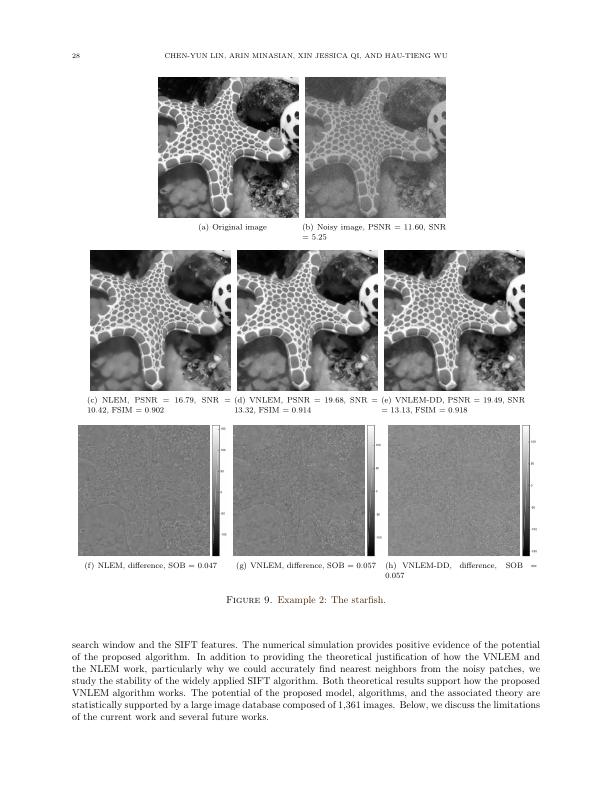 28
CHEN-YUN LIN, ARIN MINASIAN, XIN JESSICA QI, AND HAU-TIENG WU
(a) Original image
(b) Noisy image, PSNR = 11.60, SNR
= 5.25
(c) NLEM, PSNR = 16.79, SNR =
10.42, FSIM = 0.902
(d) VNLEM, PSNR = 19.68, SNR =
13.32, FSIM = 0.914
(e) VNLEM-DD, PSNR = 19.49, SNR
= 13.13, FSIM = 0.918
(f) NLEM, difference, SOB = 0.047
(g) VNLEM, difference, SOB = 0.057
(h) VNLEM-DD, difference, SOB =
0.057
FIGURE 9. Example 2: The starfish.
search window and the SIFT features. The numerical simulation provides positive evidence of the potential
of the proposed algorithm. In addition to providing the theoretical justification of how the VNLEM and
the NLEM work, particularly why we could accurately find nearest neighbors from the noisy patches, we
study the stability of the widely applied SIFT algorithm. Both theoretical results support how the proposed
VNLEM algorithm works. The potential of the proposed model, algorithms, and the associated theory are
statistically supported by a large image database composed of 1,361 images. Below, we discuss the limitations
of the current work and several future works.